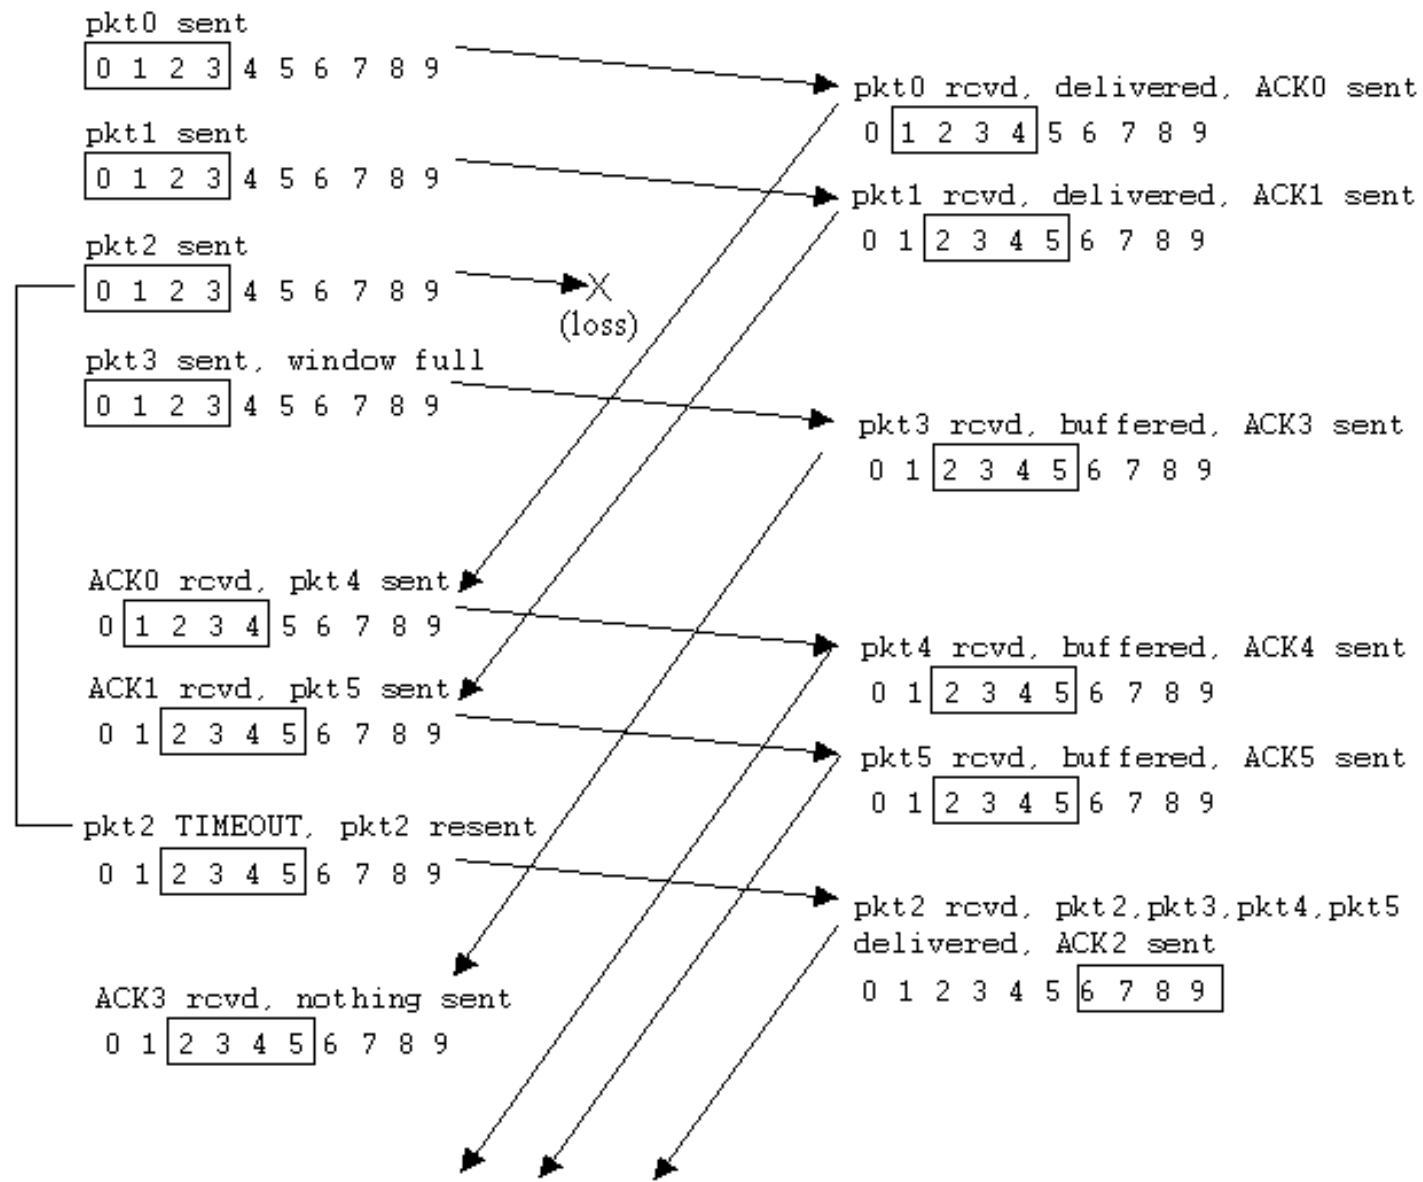 pkt0 sent
0 1 2 3 4 5 6 7 8 9
pkt1 sent
0 1 2 3 4 5 6 7 8 9
pkt2 sent
0 1 2 3 4 5 6 7 8 9
pkt3 sent, window full
0 1 2 3 4 5 6 7 8 9
ACK0 rcvd, pkt4 sent
0 1 2 3 4 5 6 7 8 9
ACK1 rcvd, pkt5 sent
0 1 2 3 4 5 6 7 8 9
pkt2 TIMEOUT, pkt2 resent
0 1 2 3 4 5 6 7 8 9
ACK3 rcvd, nothing sent
0 1 2 3 4 5 6 7 8 9
X
(loss)
pkt0 rcvd, delivered, ACK0 sent
0 1 2 3 4 5 6 7 8 9
pkt1 rcvd, delivered, ACK1 sent
0 1 2 3 4 5 6 7 8 9
pkt3 rcvd, buffered, ACK3 sent
0 1 2 3 4 5 6 7 8 9
pkt4 rcvd, buffered, ACK4 sent
0 1 2 3 4 5 6 7 8 9
pkt5 rcvd, buffered, ACK5 sent
0 1 2 3 4 5 6 7 8 9
pkt2 rcvd, pkt2,pkt3,pkt4,pkt5
delivered, ACK2 sent
0 1 2 3 4 5 6 7 8 9